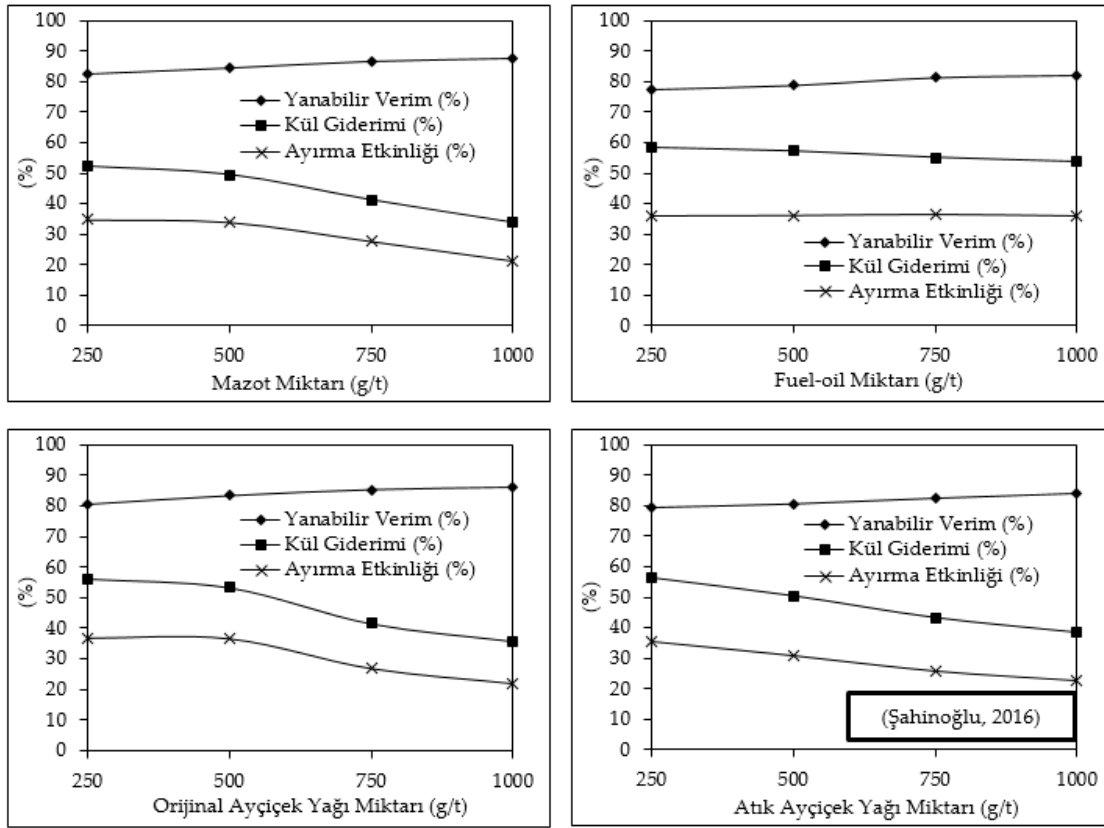 100
90
80
70
60
50
40
30
20
10
0
(%)
Yanabilir Verim (%)
Kül Giderimi (%)
Ayırma Etkinliği (%)
250 500 750 1000
Mazot Miktarı (g/t)
100
90
80
70
60
50
40
30
20
10
0
(%)
Yanabilir Verim (%)
Kül Giderimi (%)
Ayırma Etkinliği (%)
250 500 750 1000
Fuel-oil Miktarı (g/t)
100
90
80
70
60
50
40
30
20
10
0
(%)
Yanabilir Verim (%)
Kül Giderimi (%)
Ayırma Etkinliği (%)
250 500 750 1000
Orijinal Ayçiçek Yağı Miktarı (g/t)
100
90
80
70
60
50
40
30
20
10
0
(%)
Yanabilir Verim (%)
Kül Giderimi (%)
Ayırma Etkinliği (%)
(Şahinoğlu, 2016)
250 500 750 1000
Atık Ayçiçek Yağı Miktarı (g/t)